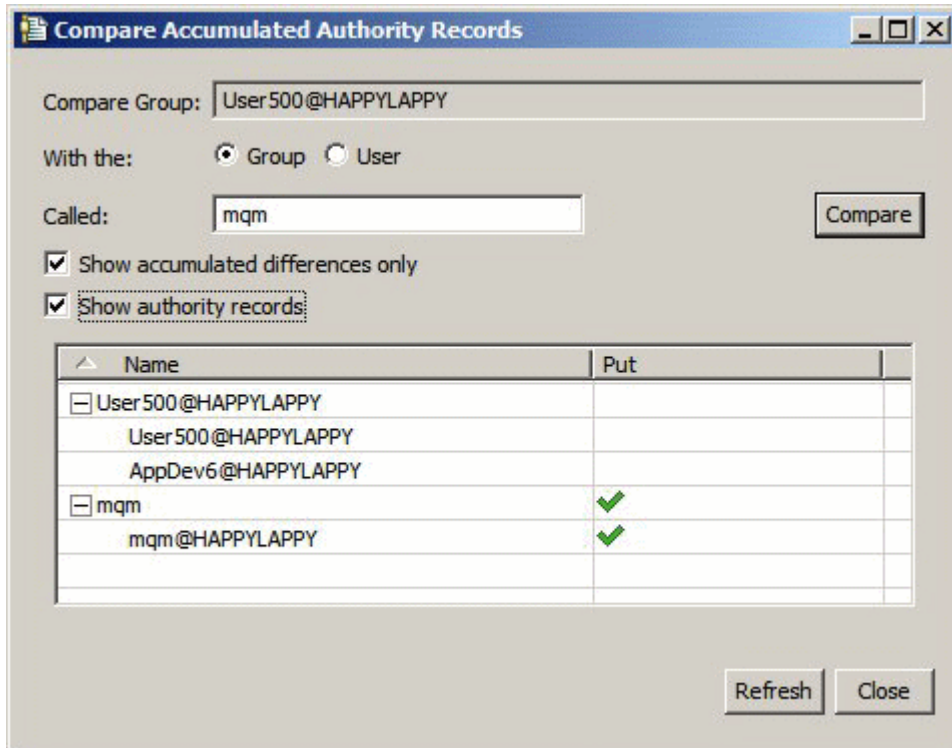 Compare Accumulated Authority Records
Compare Group: User500@HAPPYLAPPY
With the: Group User
Called: mqm Compare
Show accumulated differences only
Show authority records
Name Put
User500@HAPPYLAPPY
User500@HAPPYLAPPY
AppDev6@HAPPYLAPPY
mqm
mqm@HAPPYLAPPY
Refresh Close